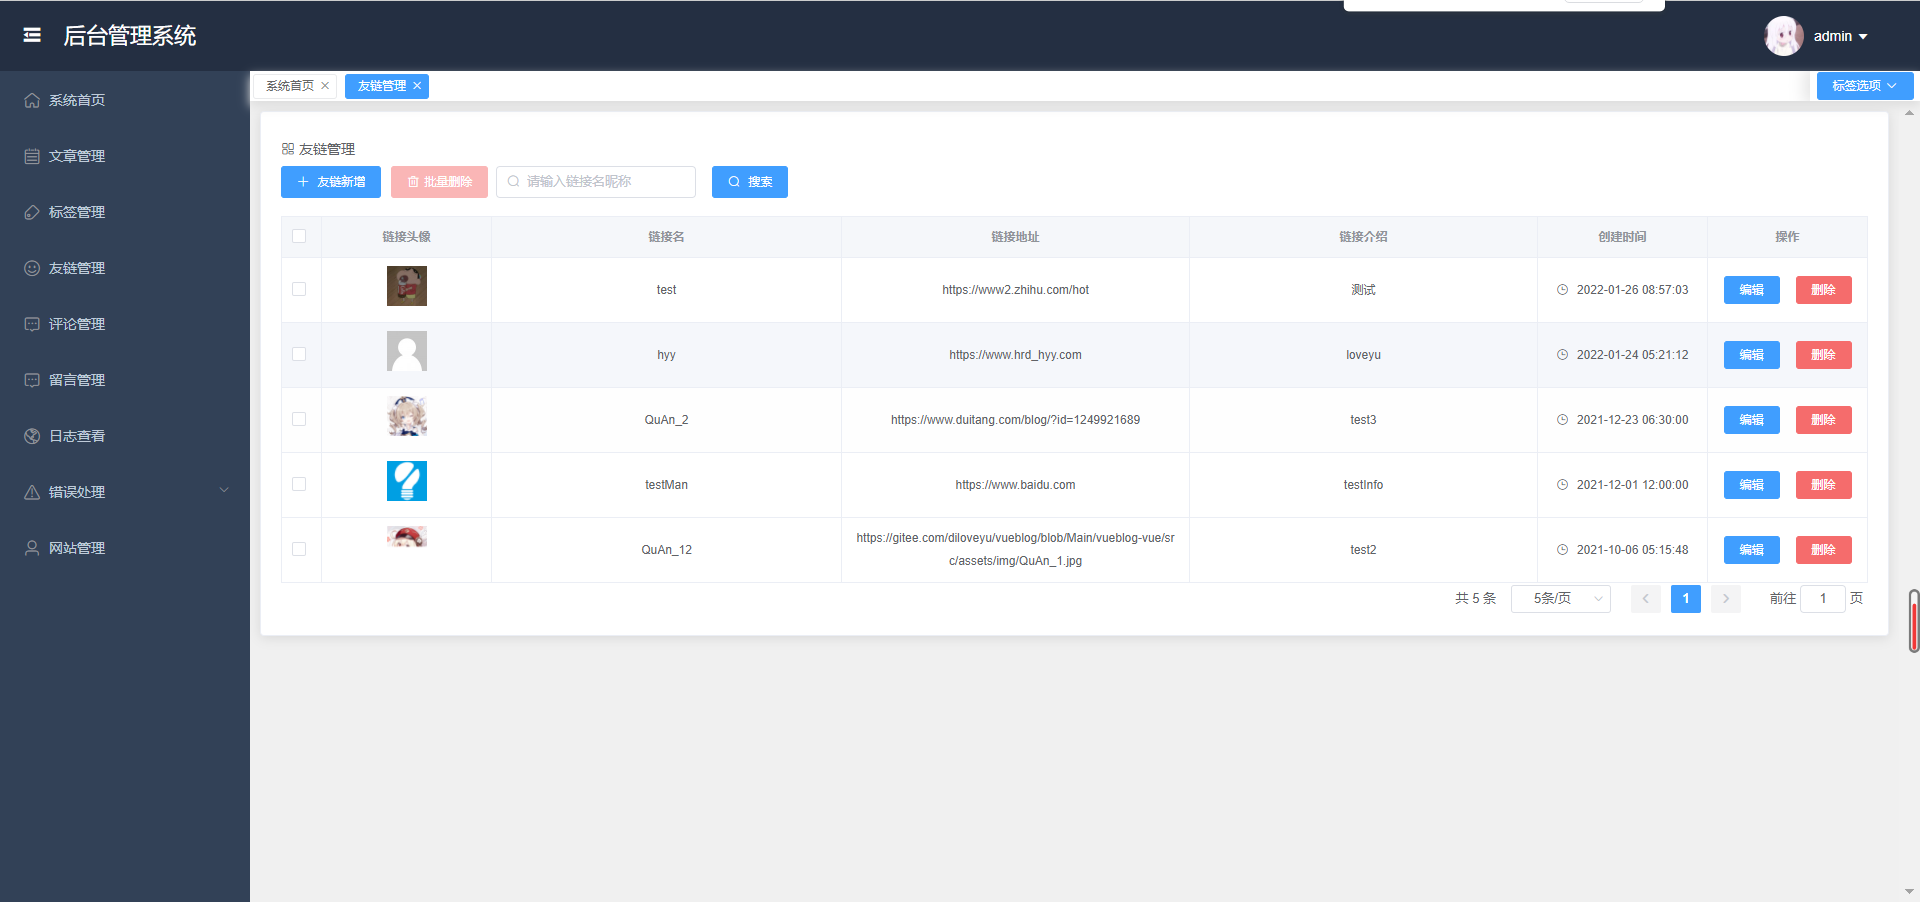 后台管理系统
admin
系统首页
文章管理
标签管理
友链管理
评论管理
留言管理
日志查看
错误处理
网站管理
系统首页 友链管理 标签选项
友链管理
友链新增 批量删除 请输入链接名昵称 搜索
链接头像 链接名 链接地址 链接介绍 创建时间 操作
test https://www2.zhihu.com/hot 测试 2022-01-26 08:57:03 编辑 删除
hyy https://www.hrd_hyy.com loveyu 2022-01-24 05:21:12 编辑 删除
QuAn_2 https://www.duitang.com/blog/?id=1249921689 test3 2021-12-23 06:30:00 编辑 删除
testMan https://www.baidu.com testInfo 2021-12-01 12:00:00 编辑 删除
QuAn_12 https://gitee.com/diloveyu/vueblog/blob/Main/vueblog-vue/sr
c/assets/img/QuAn_1.jpg test2 2021-10-06 05:15:48 编辑 删除
共 5 条 5条/页 1 前往 1 页